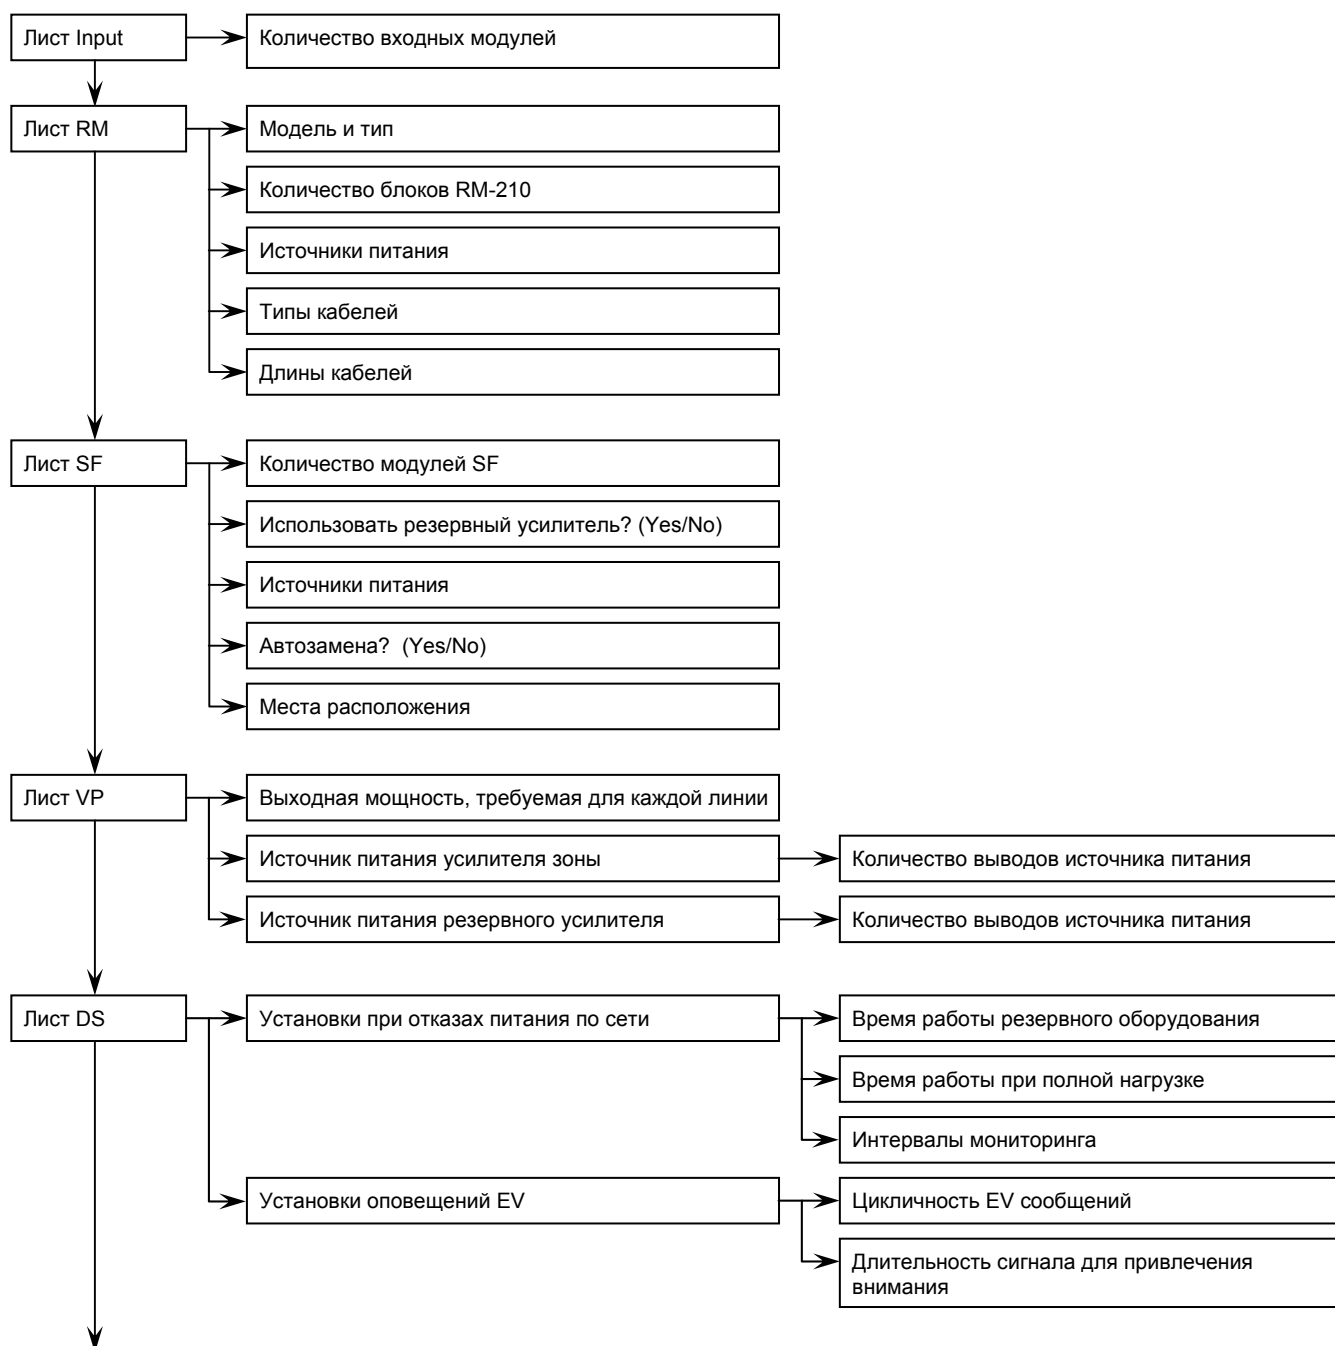 Лист Input
Количество входных модулей
Лист RM
Модель и тип
Количество блоков RM-210
Источники питания
Типы кабелей
Длины кабелей
Лист SF
Количество модулей SF
Использовать резервный усилитель? (Yes/No)
Источники питания
Автозамена?  (Yes/No)
Места расположения
Лист VP
Выходная мощность, требуемая для каждой линии
Источник питания усилителя зоны
Количество выводов источника питания
Источник питания резервного усилителя
Количество выводов источника питания
Лист DS
Установки при отказах питания по сети
Время работы резервного оборудования
Время работы при полной нагрузке
Интервалы мониторинга
Установки оповещений EV
Цикличность EV сообщений
Длительность сигнала для привлечения
внимания